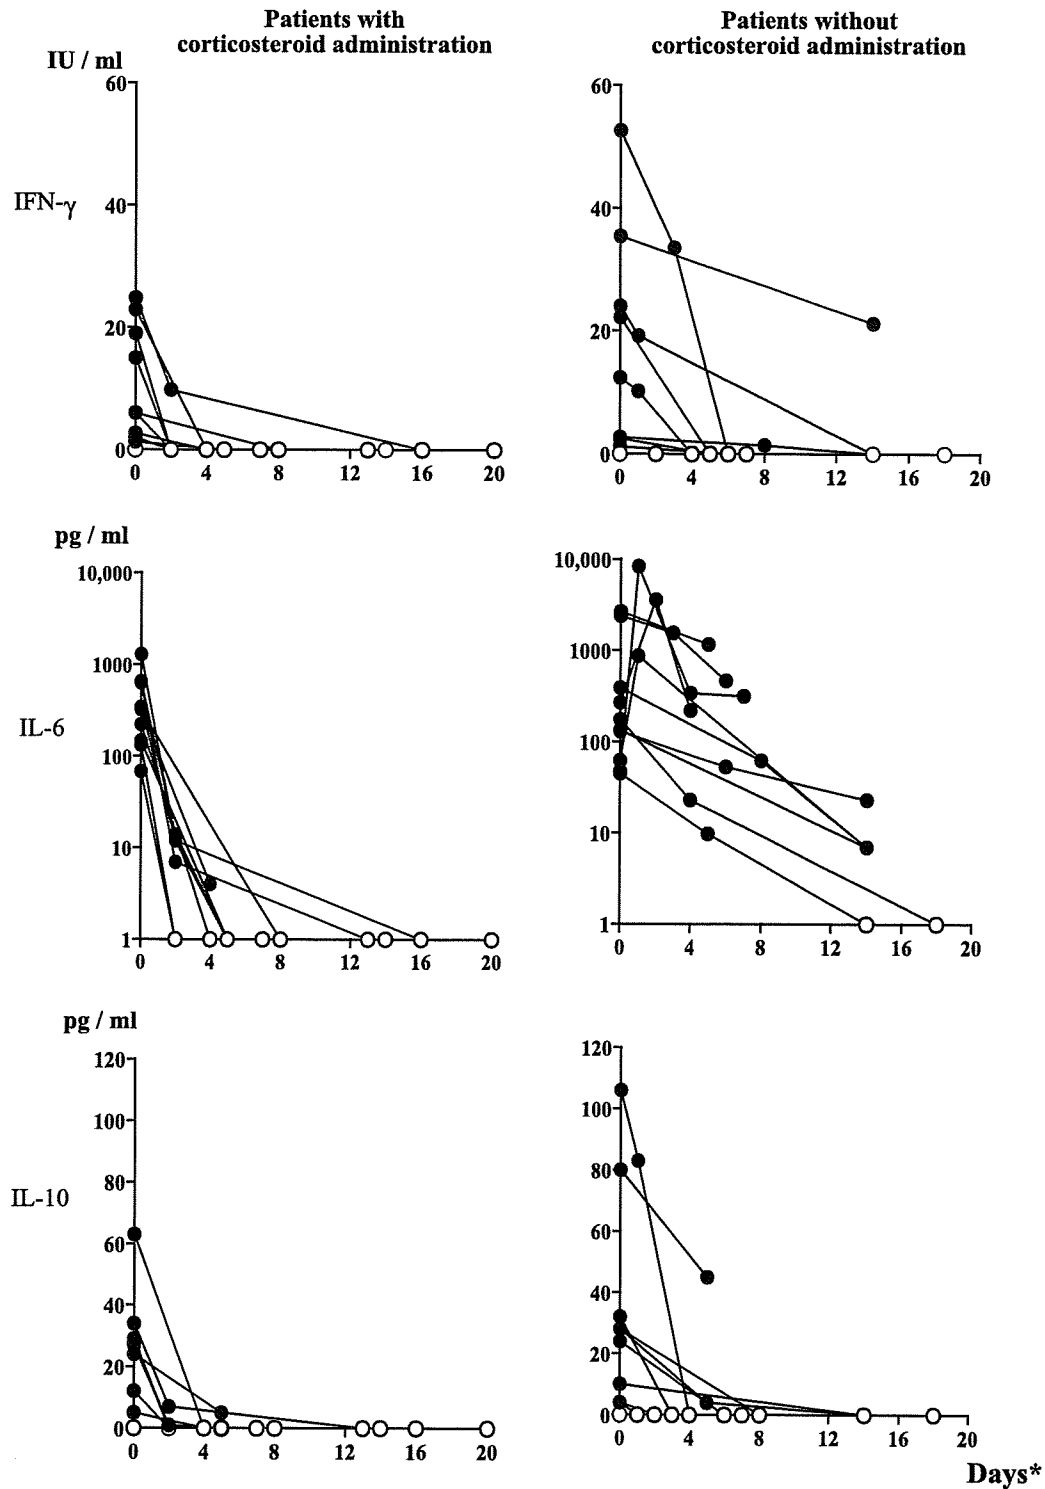 Patients with
corticosteroid administration
Patients without
corticosteroid administration
IU / ml
IFN-γ
60
40
20
0
0 4 8 12 16 20
60
40
20
0
0 4 8 12 16 20
pg / ml
IL-6
10,000
1000
100
10
1
0 4 8 12 16 20
10,000
1000
100
10
1
0 4 8 12 16 20
pg / ml
IL-10
120
100
80
60
40
20
0
0 4 8 12 16 20
120
100
80
60
40
20
0
0 4 8 12 16 20
Days*